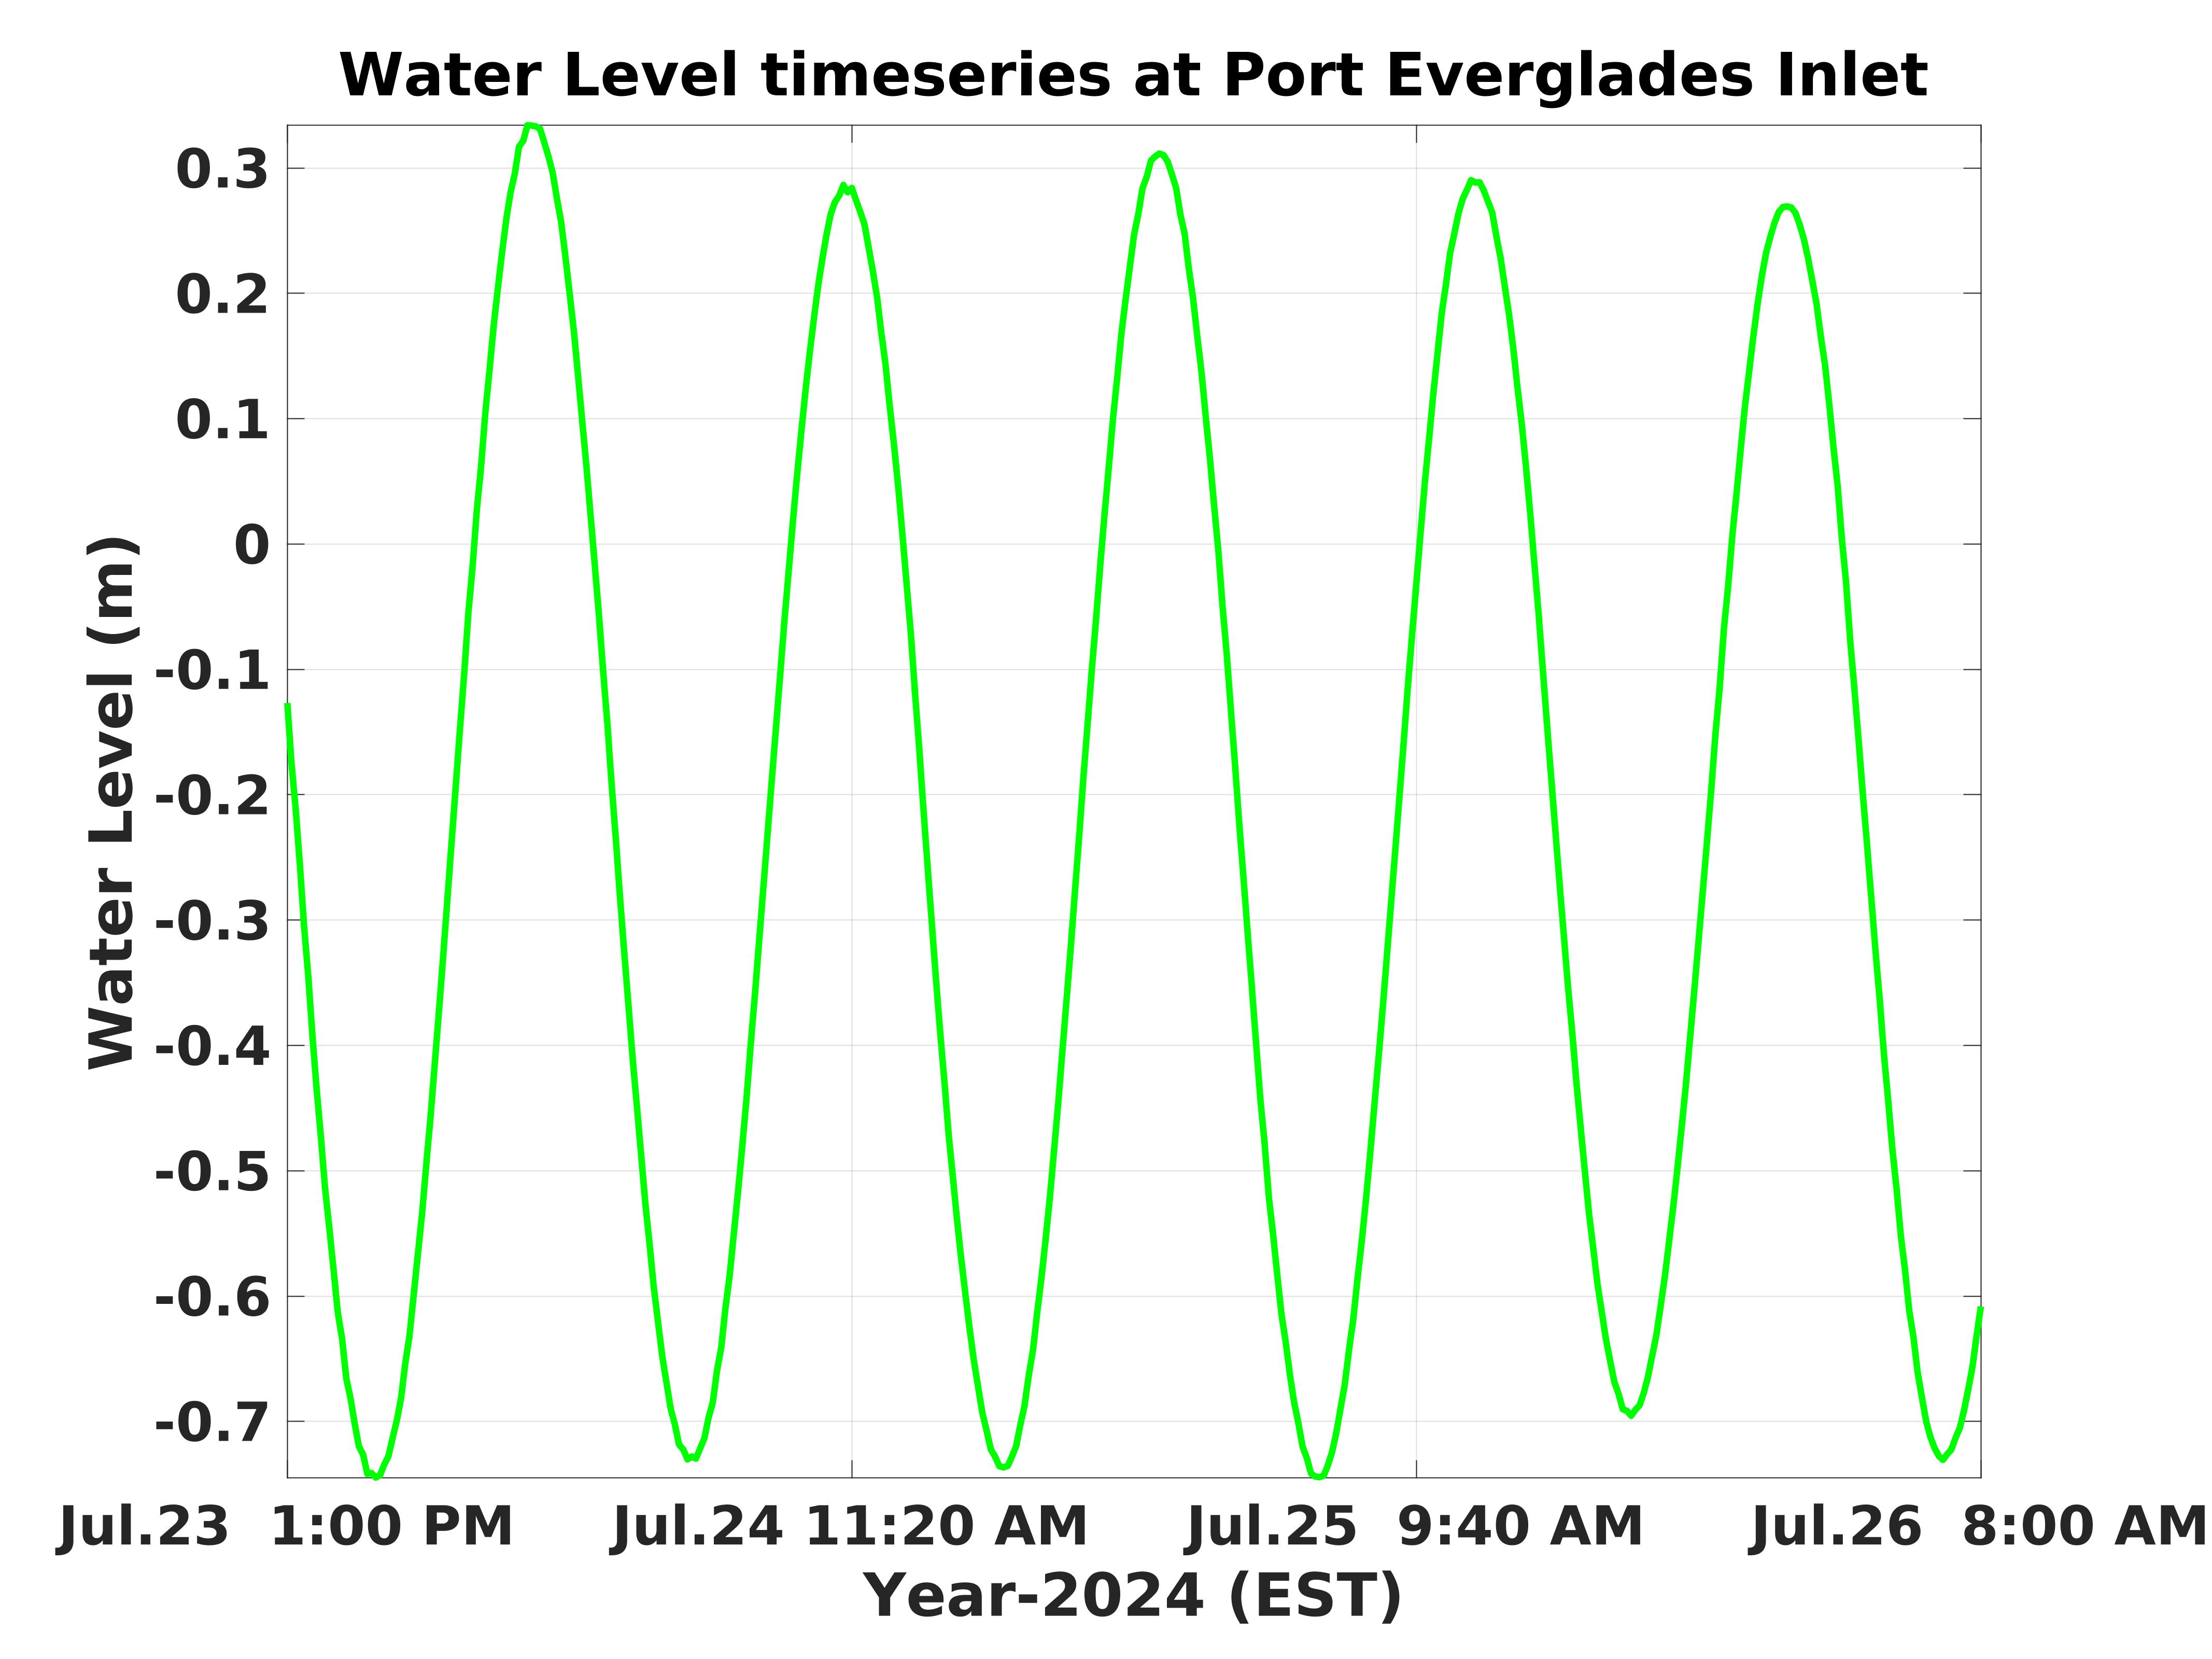 Water Level timeseries at Port Everglades Inlet
0.3
0.2
0.1
0
-0.1
-0.2
-0.3
-0.4
-0.5
-0.6
-0.7
Water Level (m)
Jul.23 1:00 PM
Jul.24 11:20 AM
Jul.25 9:40 AM
Jul.26 8:00 AM
Year-2024 (EST)